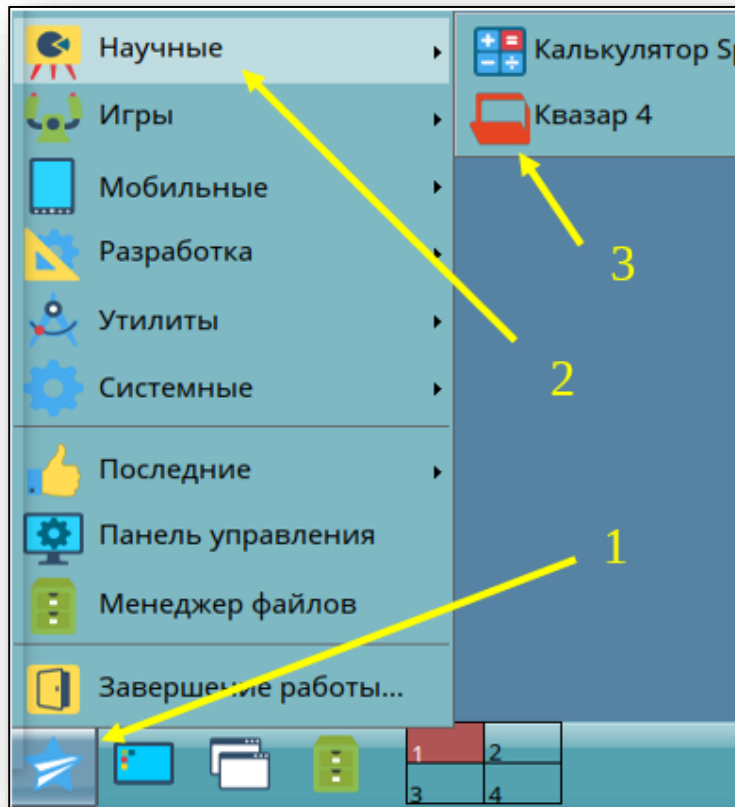 Научные
Калькулятор Sp
Игры
Квазар 4
Мобильные
3
Разработка
Утилиты
2
Системные
Последние
Панель управления
1
Менеджер файлов
Завершение работы...
1
2
3
4